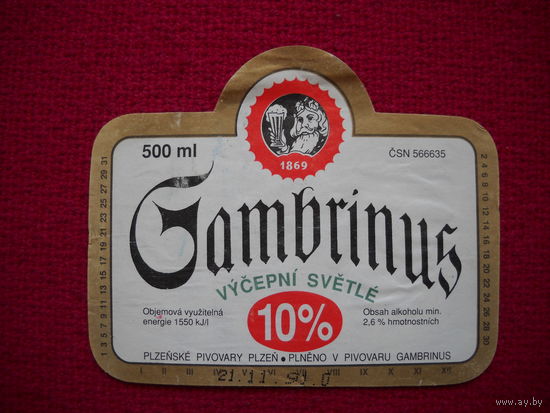 1869
500 ml
ČSN 566635
Gambrinus
VÝČEPNÍ SVĚTLÉ
10%
Objemová využitelná
energie 1550 kJ/l
Obsah alkoholu min.
2,6 % hmotnostních
PLZEŇSKÉ PIVOVARY PLZEŇ • PLNĚNO V PIVOVARU GAMBRINUS
1 3 5 7 9 11 13 15 17 19 21 23 25 27 29 31
2 4 6 8 10 12 14 16 18 20 22 24 26 28 30
I II III IV V VI VII VIII IX X XI XII
21.11.
www.ay.by